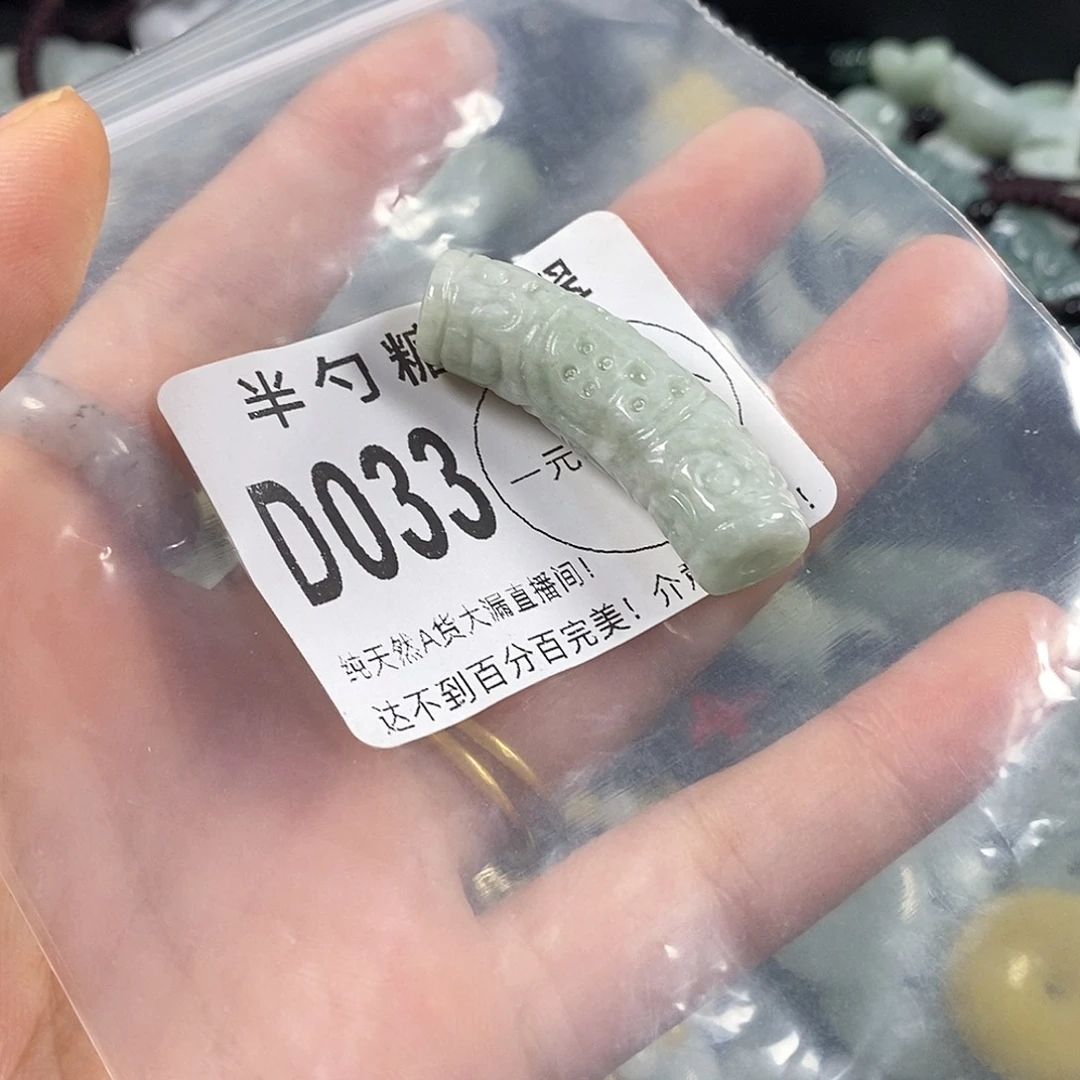 半勺糖
D033
一元
纯天然A货大漏直播间！
达不到百分百完美！介
！